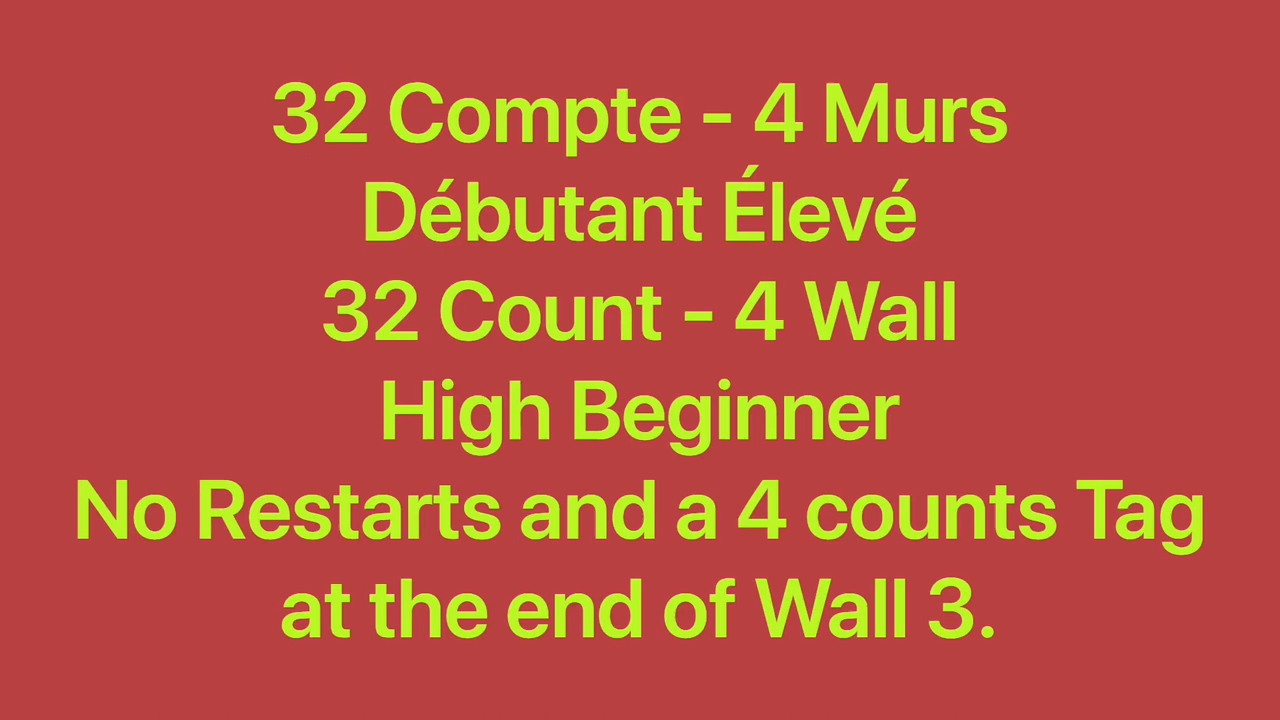 32 Compte - 4 Murs
Débutant Élevé
32 Count - 4 Wall
High Beginner
No Restarts and a 4 counts Tag
at the end of Wall 3.